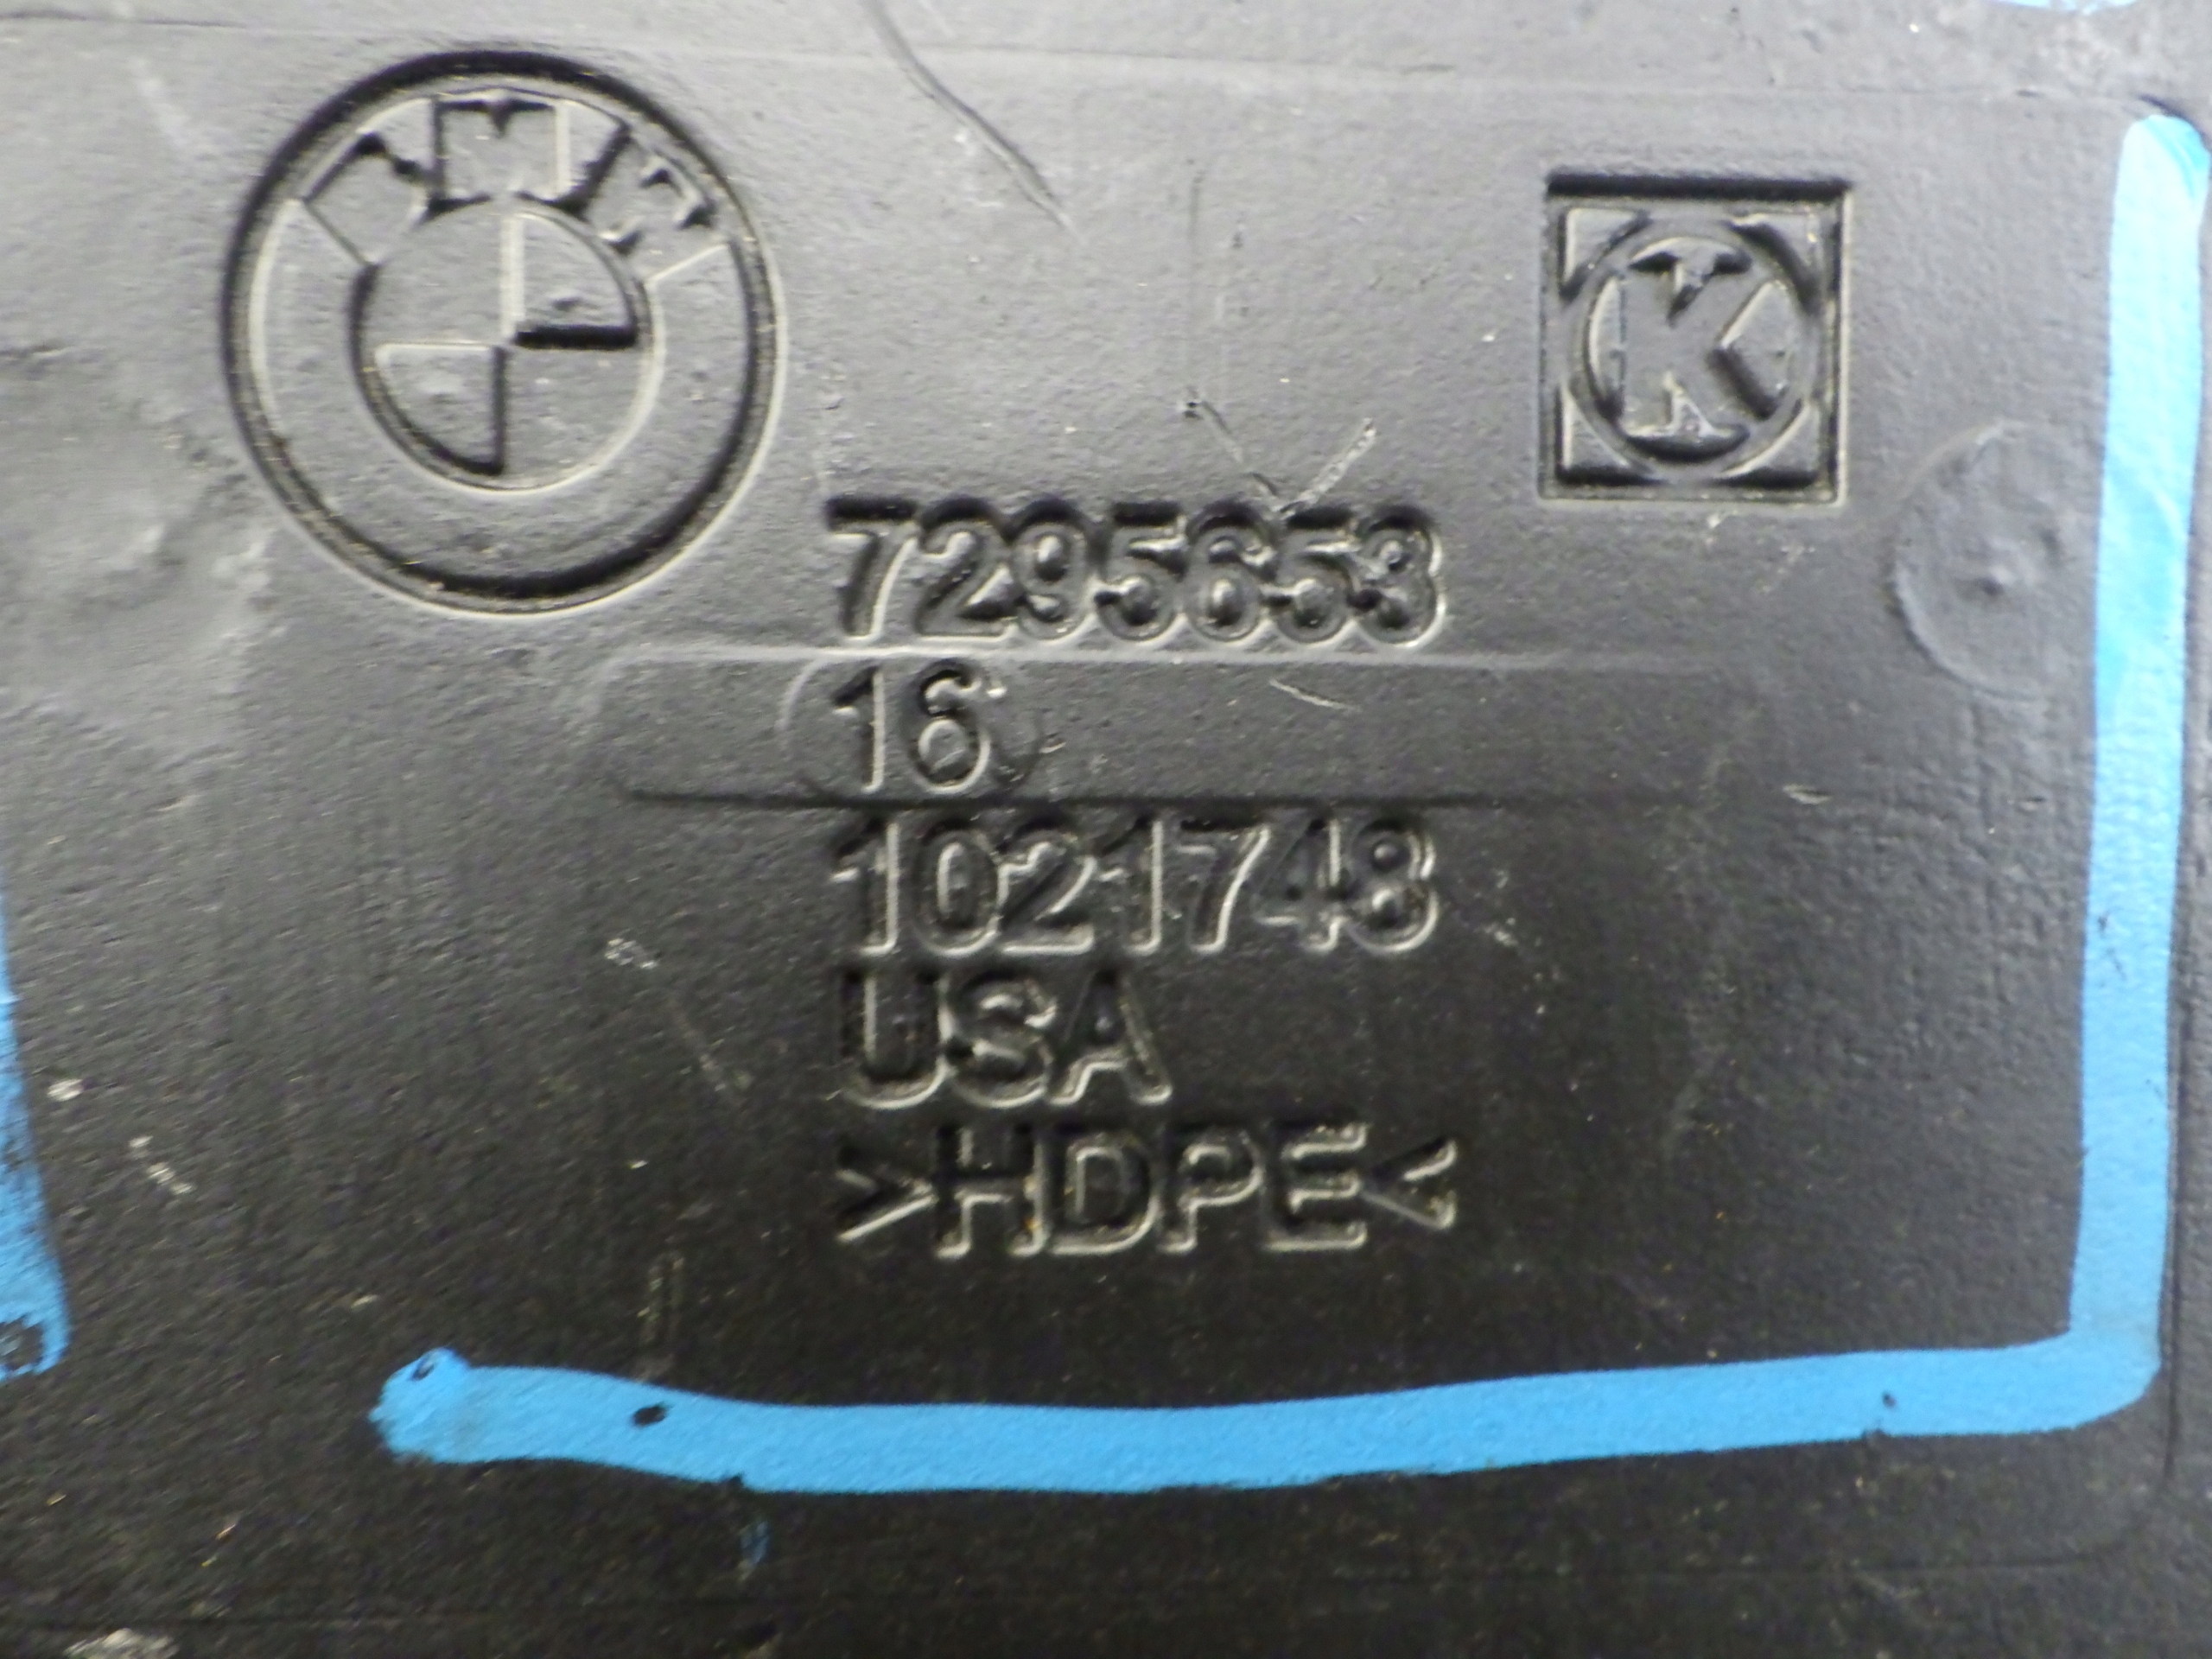 BMW
K
7295653
16
1021748
USA
>HDPE<